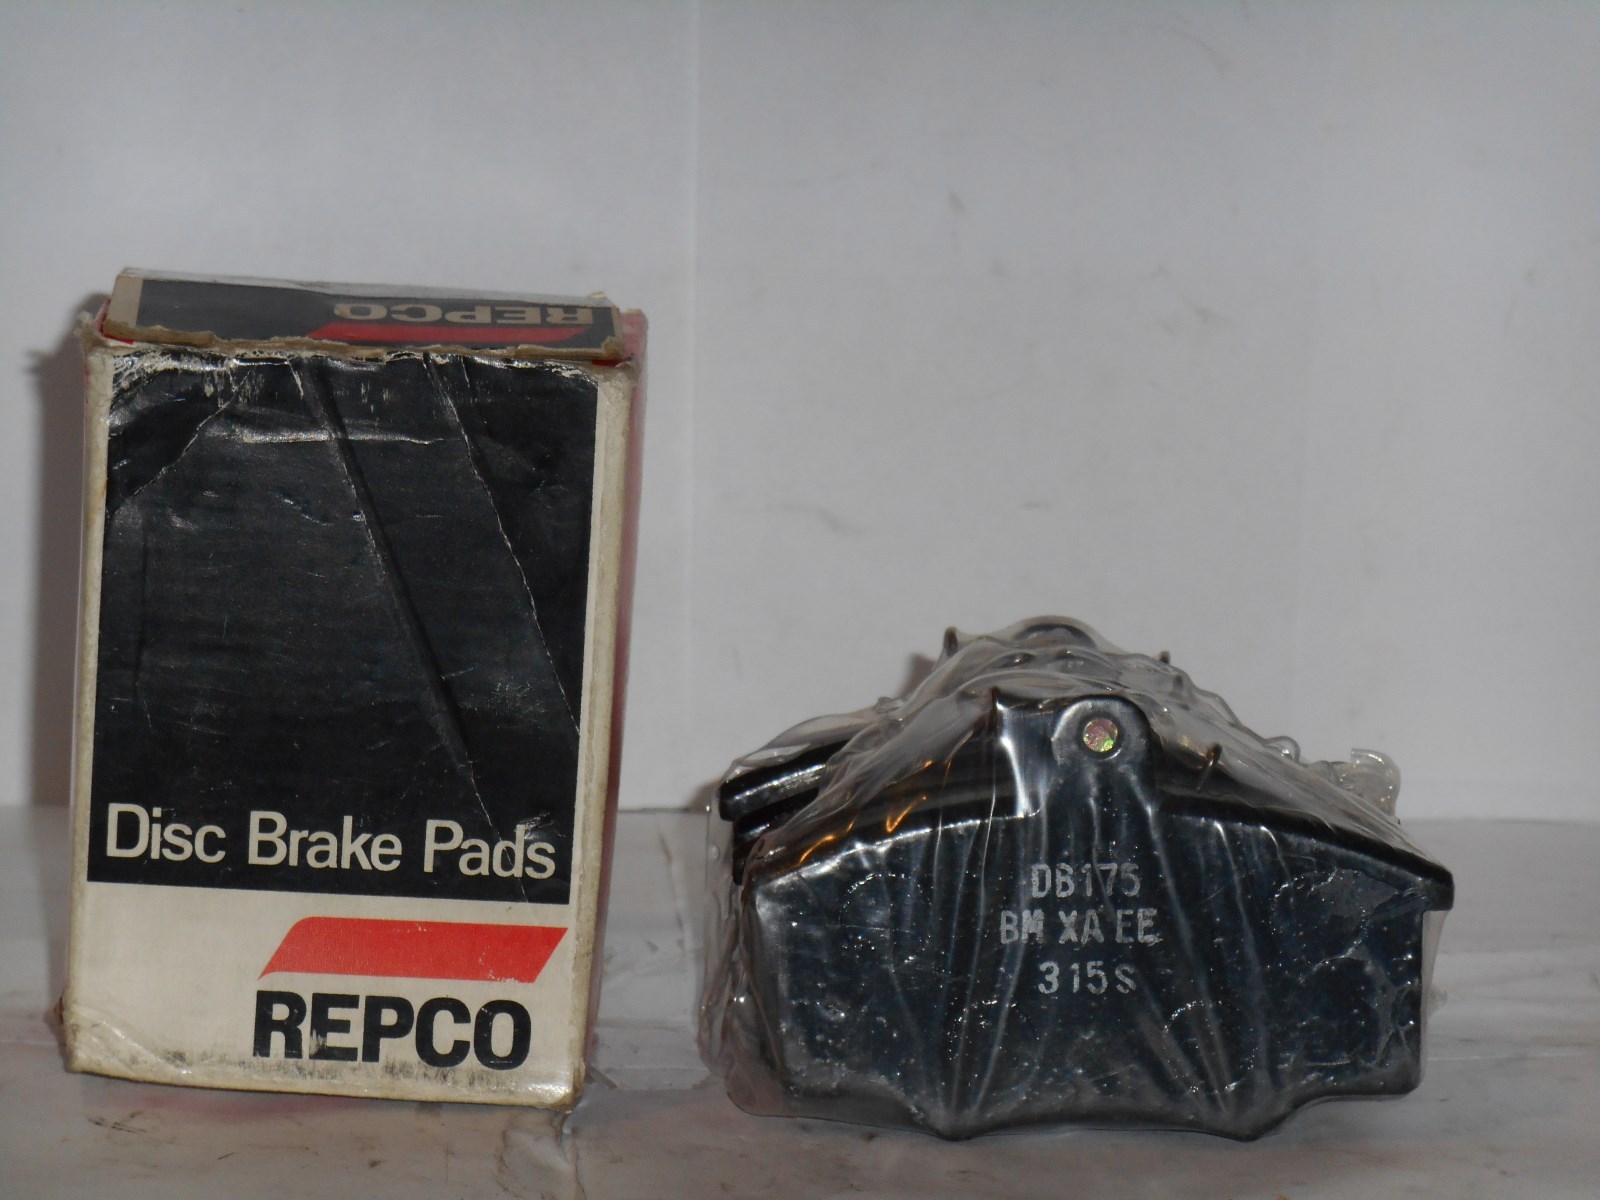 REPCO
Disc Brake Pads
REPCO
DB175
BM XA EE
315S